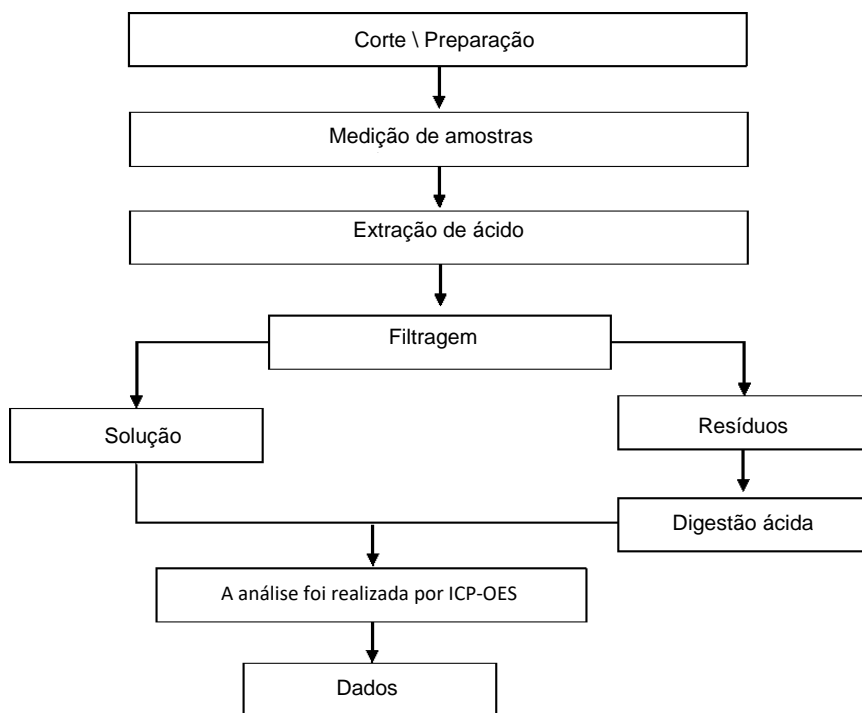 Corte \ Preparação
Medição de amostras
Extração de ácido
Filtragem
Solução
Resíduos
Digestão ácida
A análise foi realizada por ICP-OES
Dados